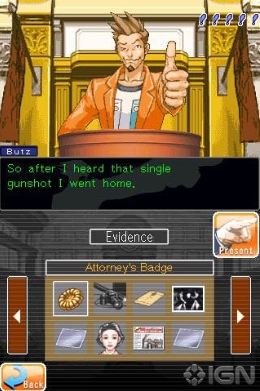 Butz
So after I heard that single
gunshot I went home.
Evidence
Present
Attorney's Badge
Back
IGN